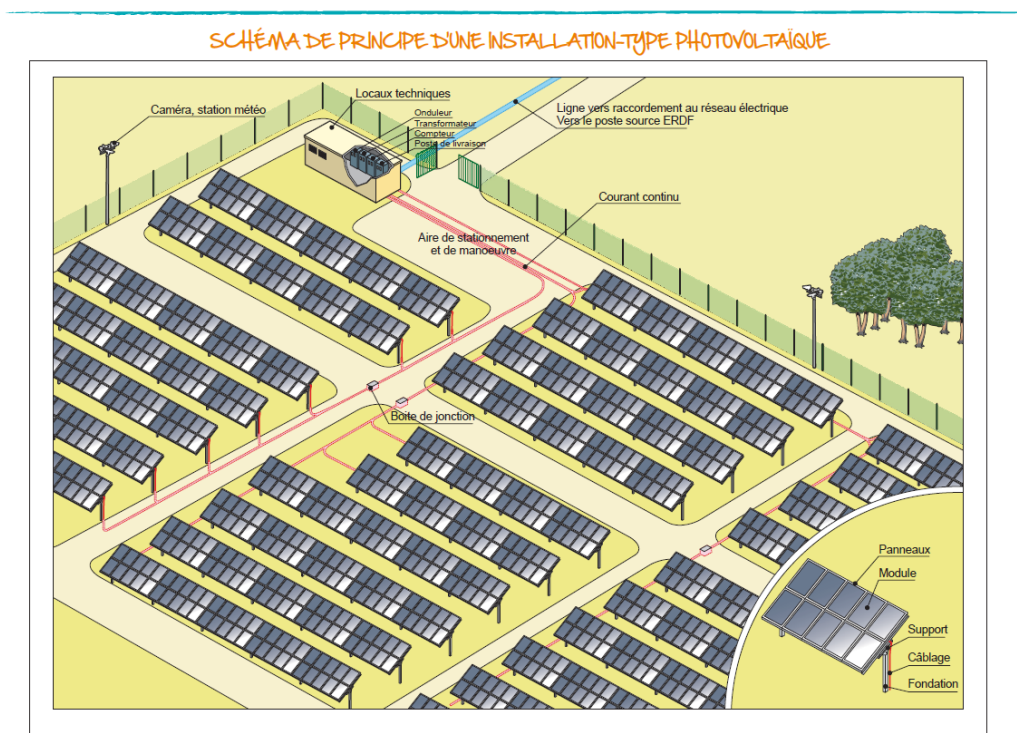 SCHÉMA DE PRINCIPE D'UNE INSTALLATION-TYPE PHOTOVOLTAÏQUE
Locaux techniques
Caméra, station météo
Onduleur
Transformateur
Compteur
Poste de livraison
Ligne vers raccordement au réseau électrique
Vers le poste source ERDF
Courant continu
Aire de stationnement
et de manoeuvre
Boite de jonction
Panneaux
Module
Support
Câblage
Fondation